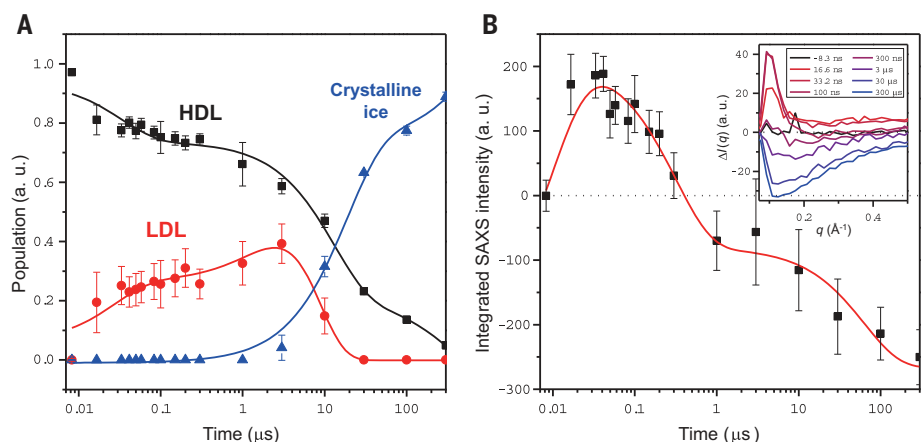 A
B
1.0
0.8
0.6
0.4
0.2
0.0
Population (a. u.)
HDL
LDL
Crystalline
ice
0.01 0.1 1 10 100
Time (μs)
200
100
0
-100
-200
-300
Integrated SAXS intensity (a. u.)
0.01 0.1 1 10 100
Time (μs)
40
20
0
-20
ΔI(q) (a. u.)
-8.3 ns 300 ns
16.6 ns 3 μs
33.2 ns 30 μs
100 ns 300 μs
0.2 0.4
q (Å⁻¹)